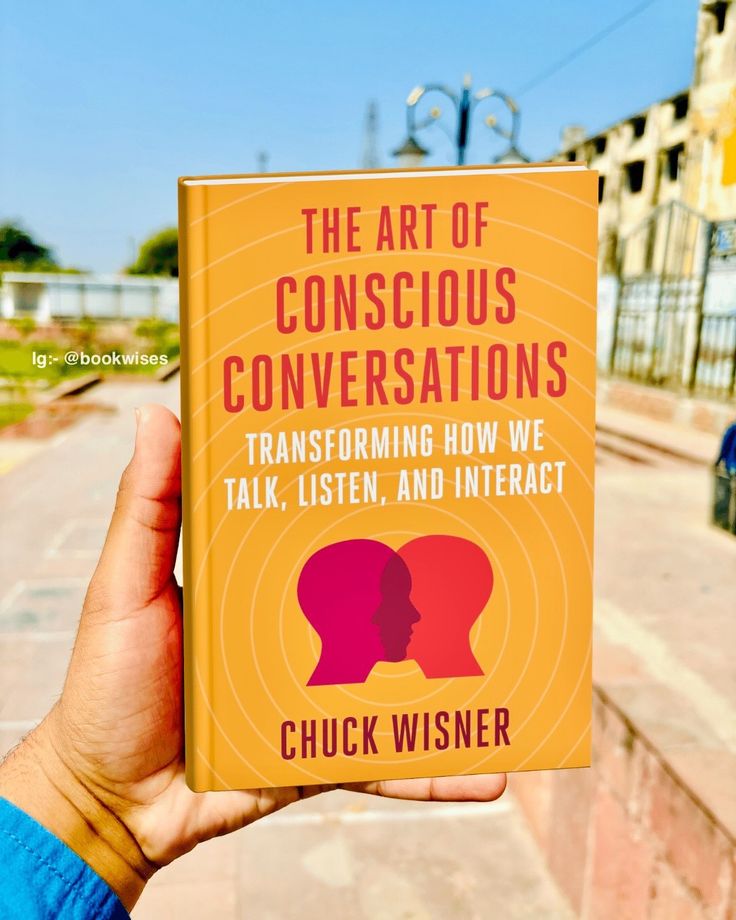 THE ART OF
CONSCIOUS
CONVERSATIONS
TRANSFORMING HOW WE
TALK, LISTEN, AND INTERACT
CHUCK WISNER
Ig:- @bookwises